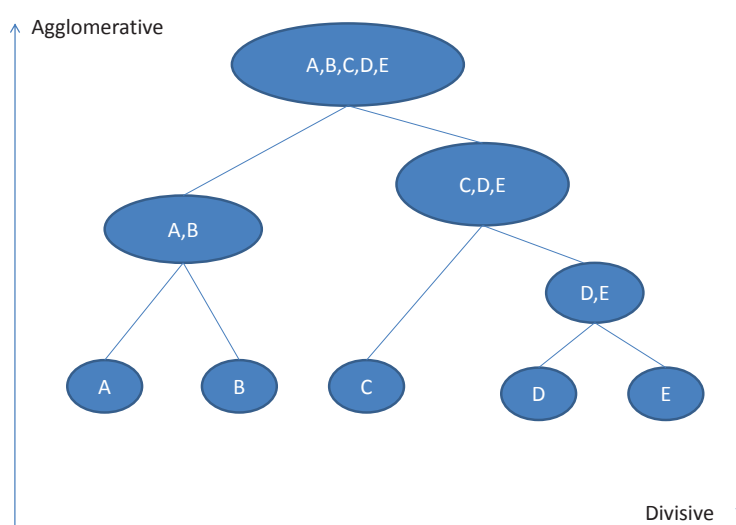 Agglomerative
A,B,C,D,E
C,D,E
A,B
D,E
A
B
C
D
E
Divisive